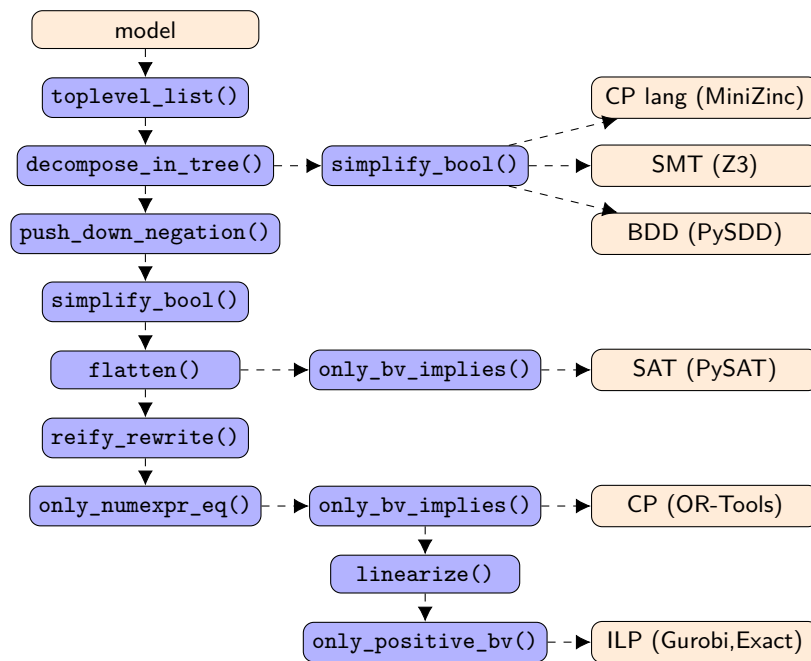 model
toplevel_list()
CP lang (MiniZinc)
decompose_in_tree()
simplify_bool()
SMT (Z3)
push_down_negation()
BDD (PySDD)
simplify_bool()
flatten()
only_bv_implies()
SAT (PySAT)
reify_rewrite()
only_numexpr_eq()
only_bv_implies()
CP (OR-Tools)
linearize()
only_positive_bv()
ILP (Gurobi,Exact)